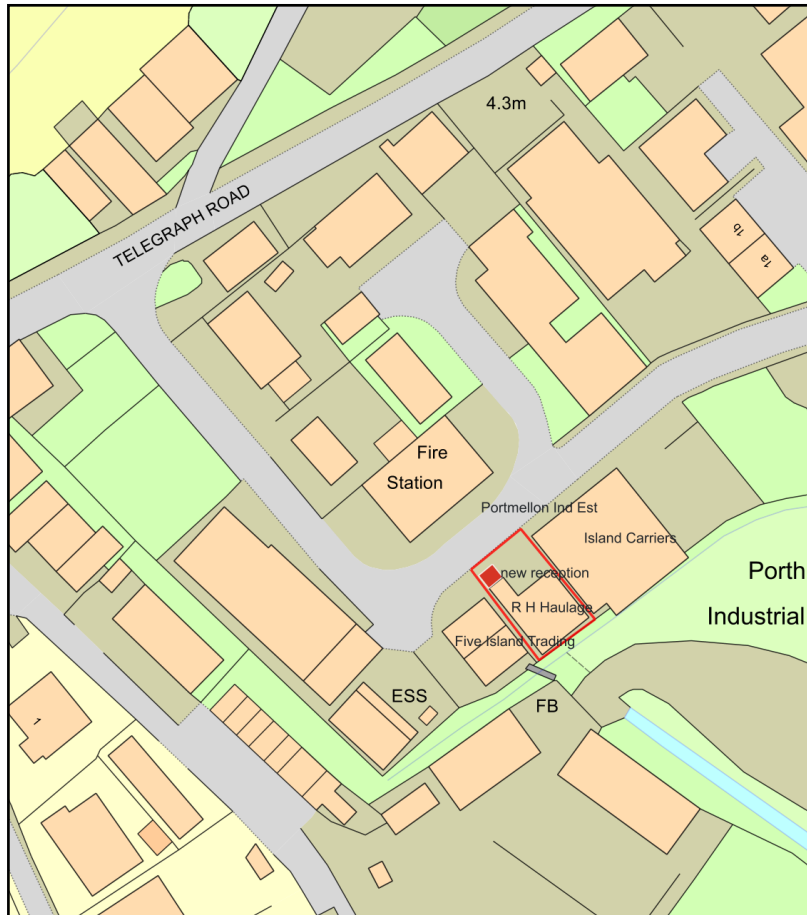 4.3m
TELEGRAPH ROAD
1b
1a
Fire
Station
Portmellon Ind Est
Island Carriers
new reception
Porth
R H Haulage
Industrial
Five Island Trading
ESS
FB
1